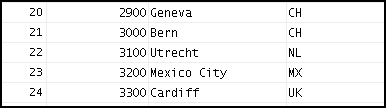 20 2900 Geneva CH
21 3000 Bern CH
22 3100 Utrecht NL
23 3200 Mexico City MX
24 3300 Cardiff UK